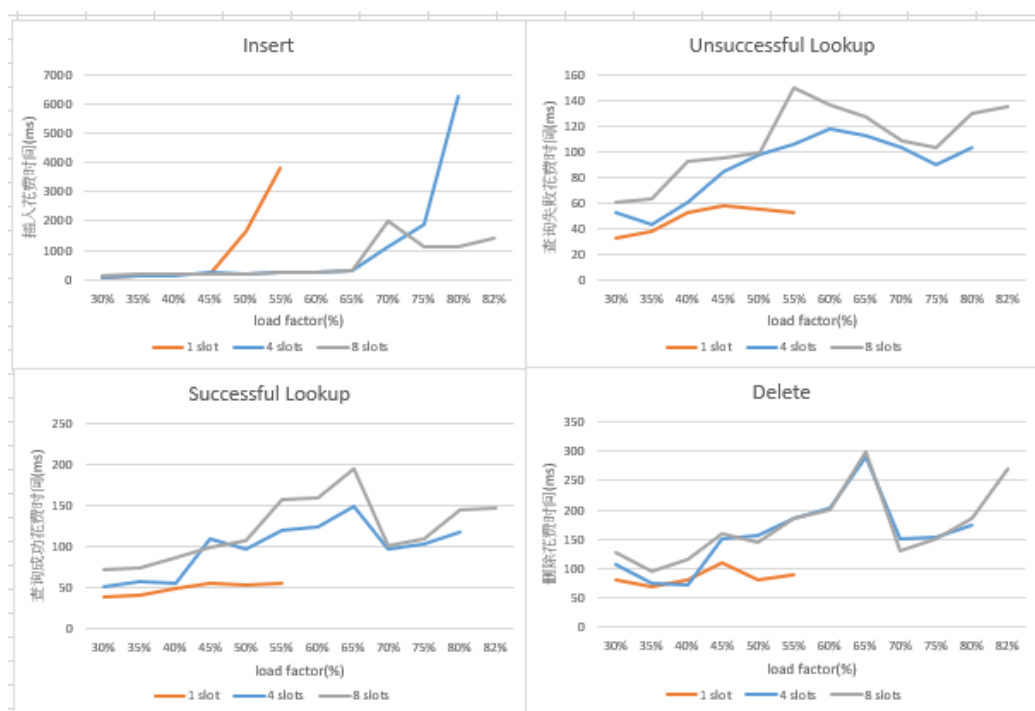 Insert
7000
6000
5000
4000
3000
2000
1000
0
插入花费时间(ms)
30% 35% 40% 45% 50% 55% 60% 65% 70% 75% 80% 82%
load factor(%)
1 slot 4 slots 8 slots
Unsuccessful Lookup
160
140
120
100
80
60
40
20
0
查询失败花费时间(ms)
30% 35% 40% 45% 50% 55% 60% 65% 70% 75% 80% 82%
load factor(%)
1 slot 4 slots 8 slots
Successful Lookup
250
200
150
100
50
0
查询成功花费时间(ms)
30% 35% 40% 45% 50% 55% 60% 65% 70% 75% 80% 82%
load factor(%)
1 slot 4 slots 8 slots
Delete
350
300
250
200
150
100
50
0
删除花费时间(ms)
30% 35% 40% 45% 50% 55% 60% 65% 70% 75% 80% 82%
load factor(%)
1 slot 4 slots 8 slots